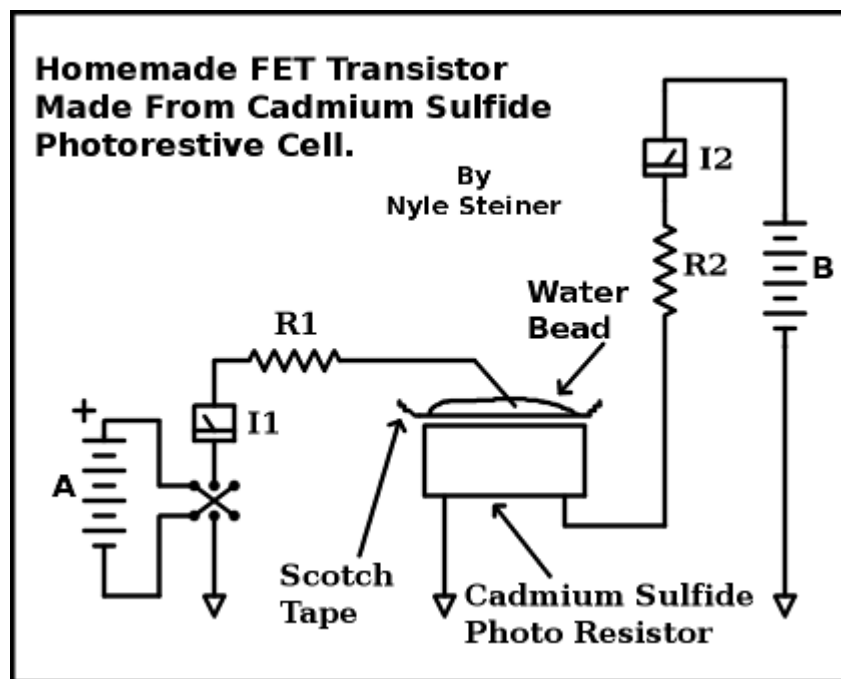 Homemade FET Transistor
Made From Cadmium Sulfide
Photorestive Cell.
By
Nyle Steiner
I2
R2
B
Water
Bead
R1
+
I1
A
Scotch
Tape
Cadmium Sulfide
Photo Resistor